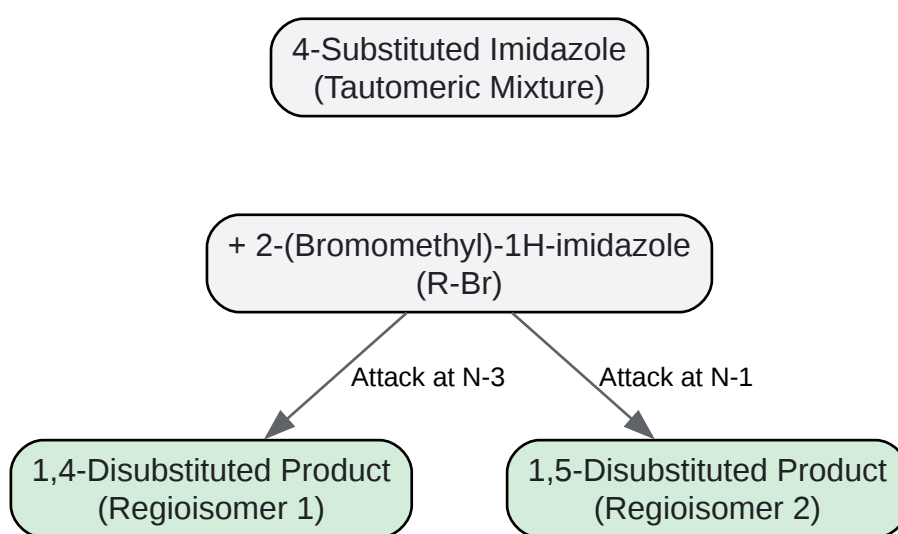 4-Substituted Imidazole
(Tautomeric Mixture)
+ 2-(Bromomethyl)-1H-imidazole
(R-Br)
Attack at N-3
Attack at N-1
1,4-Disubstituted Product
(Regioisomer 1)
1,5-Disubstituted Product
(Regioisomer 2)